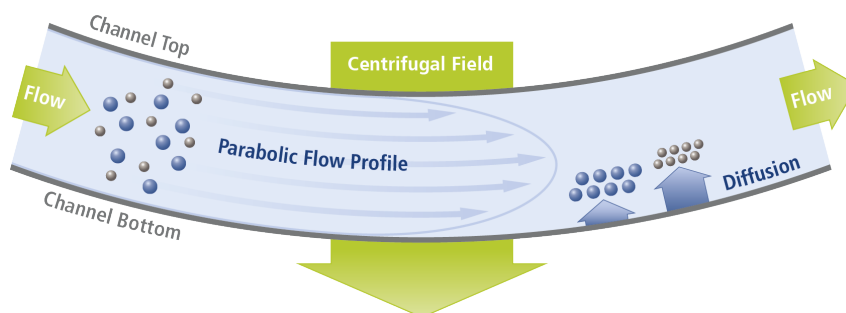 Channel Top
Centrifugal Field
Flow
Flow
Parabolic Flow Profile
Diffusion
Channel Bottom